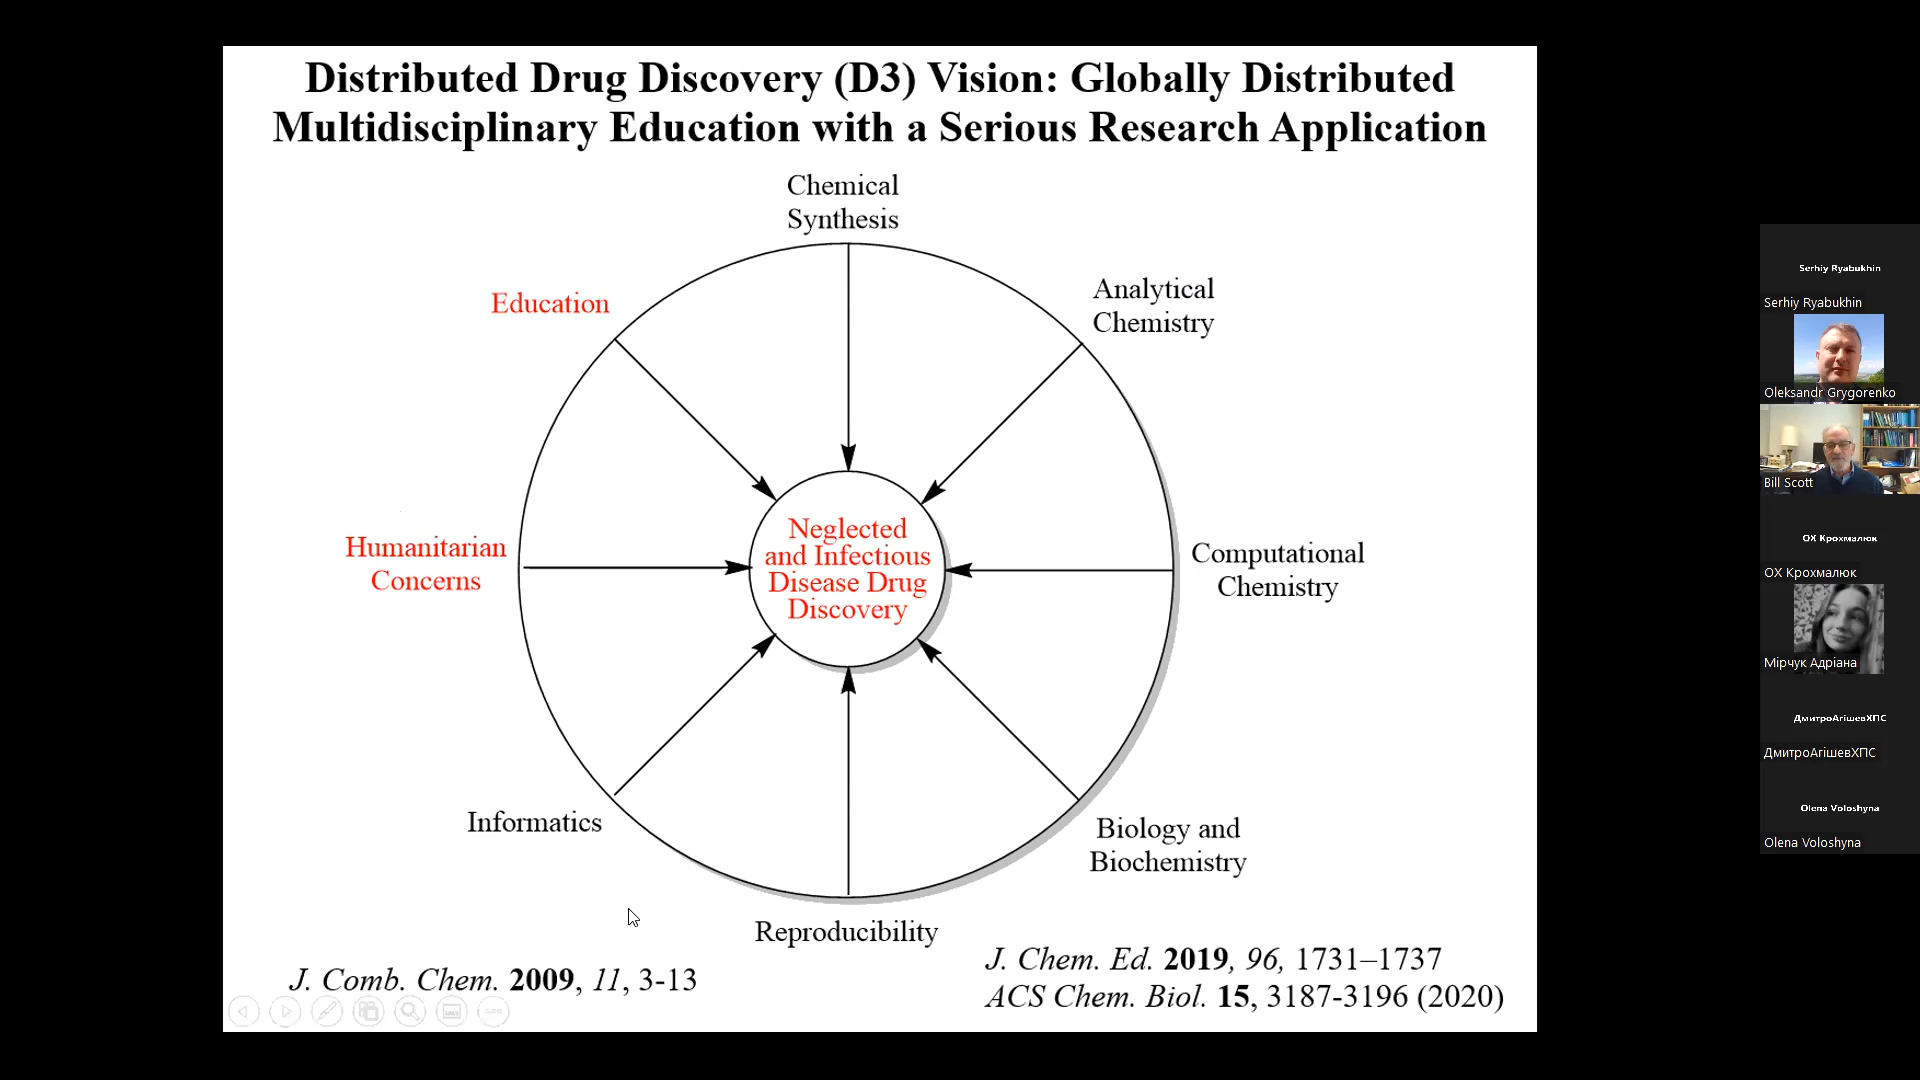 Distributed Drug Discovery (D3) Vision: Globally Distributed
Multidisciplinary Education with a Serious Research Application
Chemical
Synthesis
Education
Analytical
Chemistry
Humanitarian
Concerns
Neglected
and Infectious
Disease Drug
Discovery
Computational
Chemistry
Informatics
Biology and
Biochemistry
Reproducibility
J. Comb. Chem. 2009, 11, 3-13
J. Chem. Ed. 2019, 96, 1731–1737
ACS Chem. Biol. 15, 3187-3196 (2020)
Serhiy Ryabukhin
Serhiy Ryabukhin
Oleksandr Grygorenko
Bill Scott
ОХ Крохмалюк
ОХ Крохмалюк
Мірчук Адріана
ДмитроАгішевХПС
ДмитроАгішевХПС
Olena Voloshyna
Olena Voloshyna